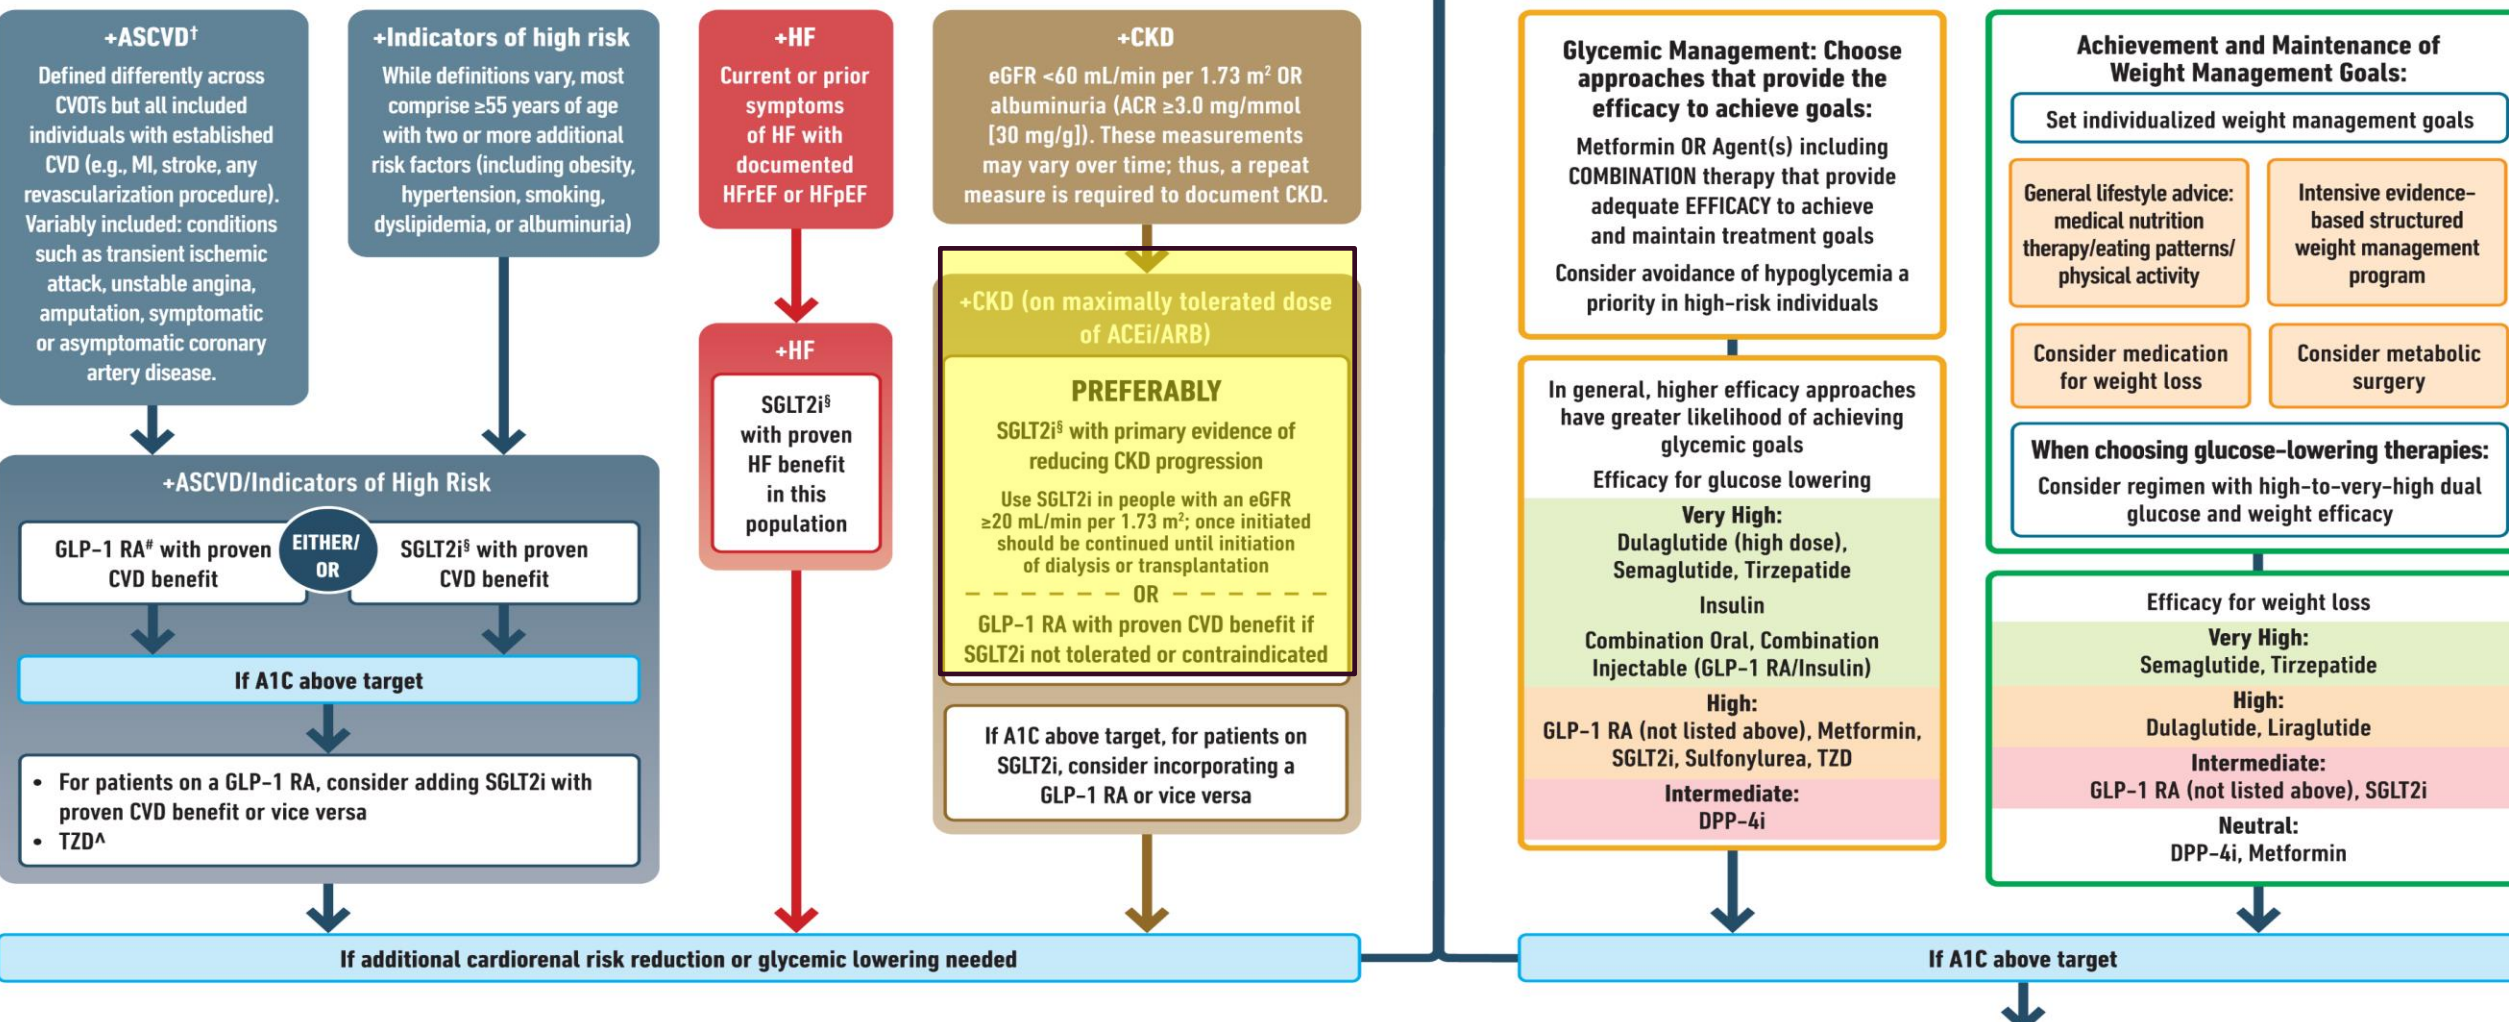 +ASCVD†
Defined differently across
CVOTs but all included
individuals with established
CVD (e.g., MI, stroke, any
revascularization procedure).
Variably included: conditions
such as transient ischemic
attack, unstable angina,
amputation, symptomatic
or asymptomatic coronary
artery disease.
+Indicators of high risk
While definitions vary, most
comprise ≥55 years of age
with two or more additional
risk factors (including obesity,
hypertension, smoking,
dyslipidemia, or albuminuria)
+ASCVD/Indicators of High Risk
GLP-1 RA# with proven
CVD benefit
EITHER/
OR
SGLT2i§ with proven
CVD benefit
If A1C above target
• For patients on a GLP-1 RA, consider adding SGLT2i with
proven CVD benefit or vice versa
• TZD^
+HF
Current or prior
symptoms
of HF with
documented
HFrEF or HFpEF
+HF
SGLT2i§
with proven
HF benefit
in this
population
+CKD
eGFR <60 mL/min per 1.73 m² OR
albuminuria (ACR ≥3.0 mg/mmol
[30 mg/g]). These measurements
may vary over time; thus, a repeat
measure is required to document CKD.
+CKD (on maximally tolerated dose
of ACEi/ARB)
PREFERABLY
SGLT2i§ with primary evidence of
reducing CKD progression
Use SGLT2i in people with an eGFR
≥20 mL/min per 1.73 m²; once initiated
should be continued until initiation
of dialysis or transplantation
OR
GLP-1 RA with proven CVD benefit if
SGLT2i not tolerated or contraindicated
If A1C above target, for patients on
SGLT2i, consider incorporating a
GLP-1 RA or vice versa
If additional cardiorenal risk reduction or glycemic lowering needed
Glycemic Management: Choose
approaches that provide the
efficacy to achieve goals:
Metformin OR Agent(s) including
COMBINATION therapy that provide
adequate EFFICACY to achieve
and maintain treatment goals
Consider avoidance of hypoglycemia a
priority in high-risk individuals
In general, higher efficacy approaches
have greater likelihood of achieving
glycemic goals
Efficacy for glucose lowering
Very High:
Dulaglutide (high dose),
Semaglutide, Tirzepatide
Insulin
Combination Oral, Combination
Injectable (GLP-1 RA/Insulin)
High:
GLP-1 RA (not listed above), Metformin,
SGLT2i, Sulfonylurea, TZD
Intermediate:
DPP-4i
Achievement and Maintenance of
Weight Management Goals:
Set individualized weight management goals
General lifestyle advice:
medical nutrition
therapy/eating patterns/
physical activity
Intensive evidence-
based structured
weight management
program
Consider medication
for weight loss
Consider metabolic
surgery
When choosing glucose-lowering therapies:
Consider regimen with high-to-very-high dual
glucose and weight efficacy
Efficacy for weight loss
Very High:
Semaglutide, Tirzepatide
High:
Dulaglutide, Liraglutide
Intermediate:
GLP-1 RA (not listed above), SGLT2i
Neutral:
DPP-4i, Metformin
If A1C above target